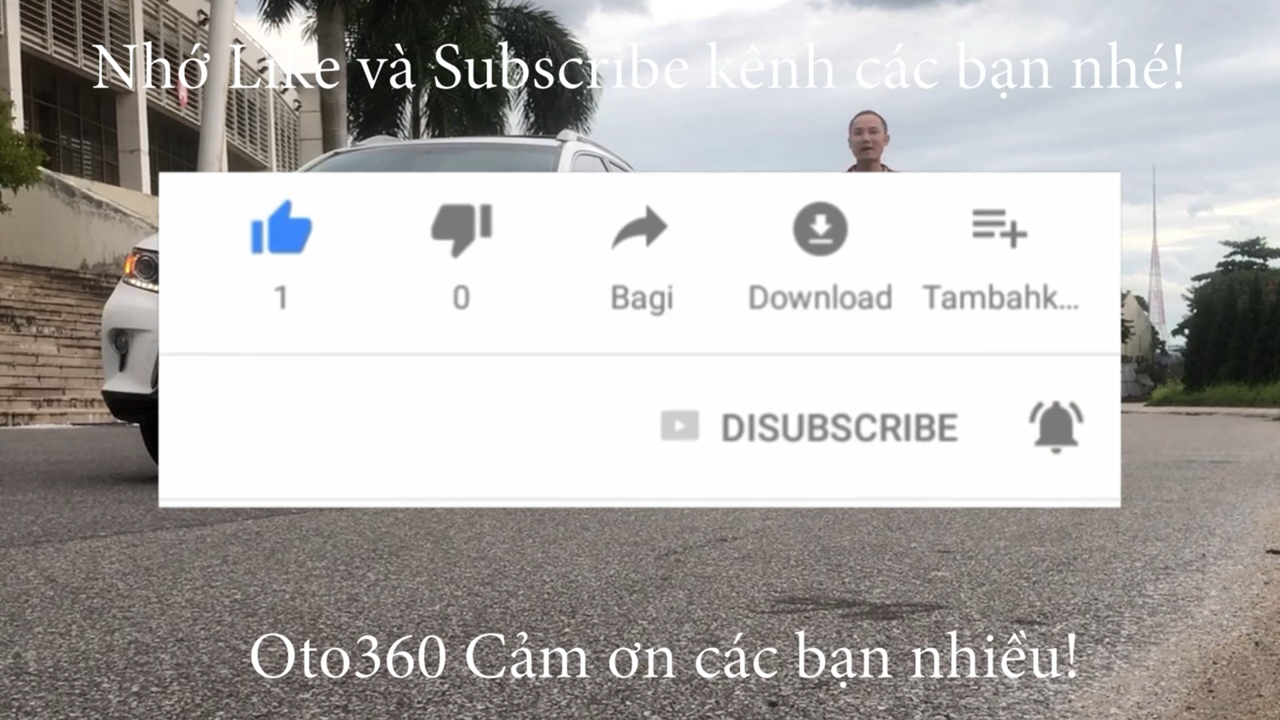 Nhớ Like và Subscribe kênh các bạn nhé!
1 0 Bagi Download Tambahk...
DISUBSCRIBE
Oto360 Cảm ơn các bạn nhiều!